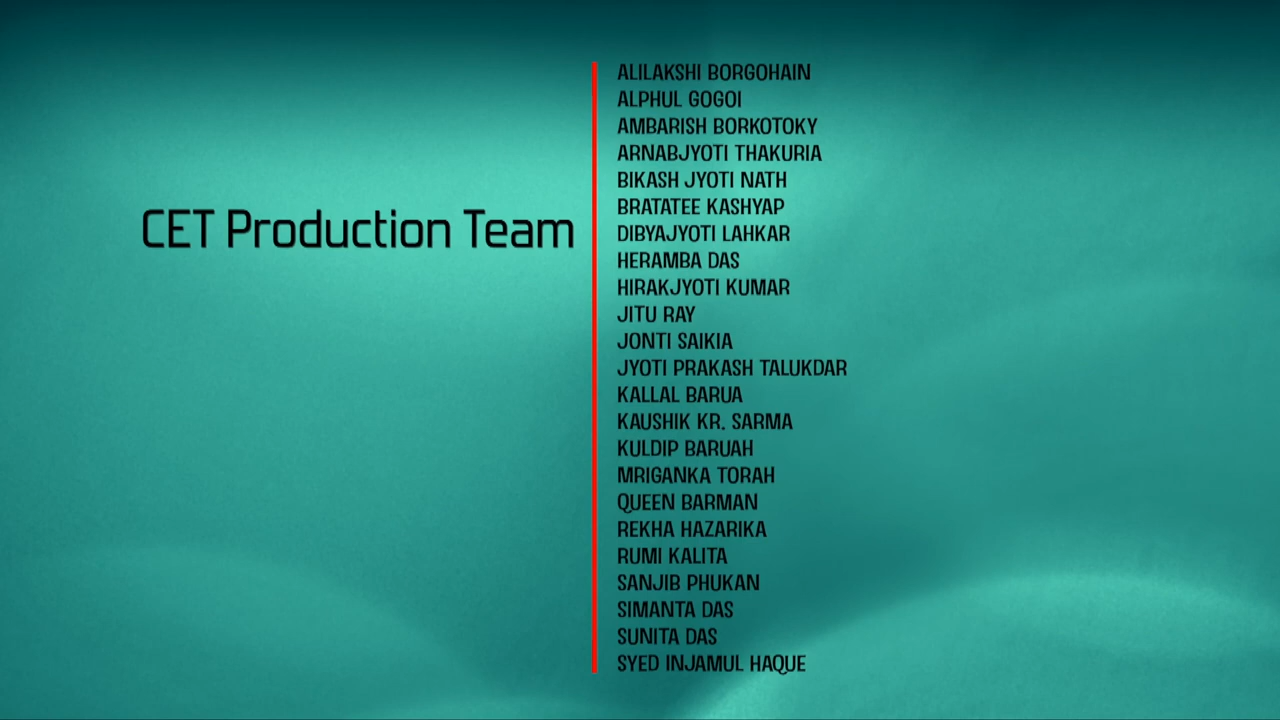 CET Production Team
ALILAKSHI BORGOHAIN
ALPHUL GOGOI
AMBARISH BORKOTOKY
ARNABJYOTI THAKURIA
BIKASH JYOTI NATH
BRATATEE KASHYAP
DIBYAJYOTI LAHKAR
HERAMBA DAS
HIRAKJYOTI KUMAR
JITU RAY
JONTI SAIKIA
JYOTI PRAKASH TALUKDAR
KALLAL BARUA
KAUSHIK KR. SARMA
KULDIP BARUAH
MRIGANKA TORAH
QUEEN BARMAN
REKHA HAZARIKA
RUMI KALITA
SANJIB PHUKAN
SIMANTA DAS
SUNITA DAS
SYED INJAMUL HAQUE